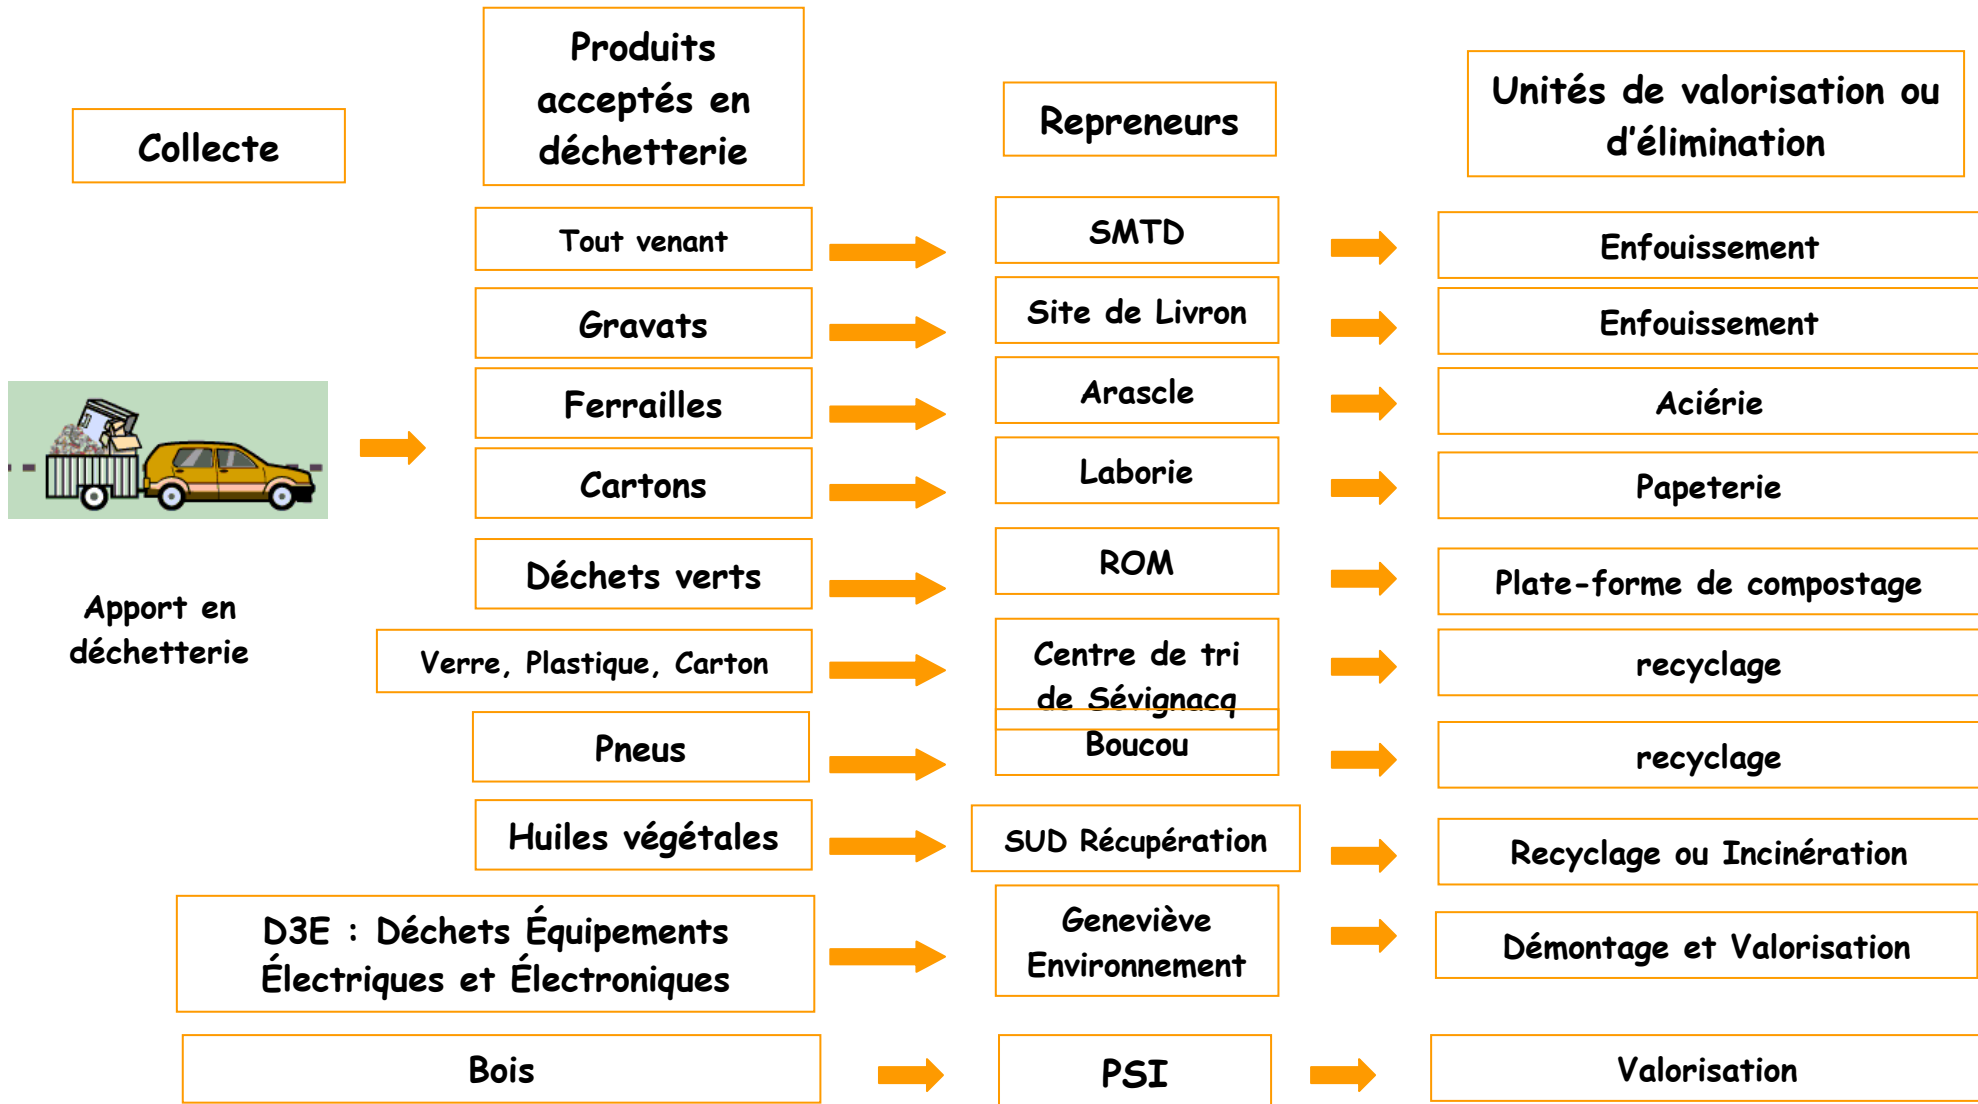 Collecte
Produits
acceptés en
déchetterie
Repreneurs
Unités de valorisation ou
d'élimination
Tout venant
SMTD
Enfouissement
Gravats
Site de Livron
Enfouissement
Ferrailles
Arascle
Aciérie
Cartons
Laborie
Papeterie
Déchets verts
ROM
Plate-forme de compostage
Apport en
déchetterie
Verre, Plastique, Carton
Centre de tri
de Sévignacq
recyclage
Pneus
Boucou
recyclage
Huiles végétales
SUD Récupération
Recyclage ou Incinération
D3E : Déchets Équipements
Électriques et Électroniques
Geneviève
Environnement
Démontage et Valorisation
Bois
PSI
Valorisation